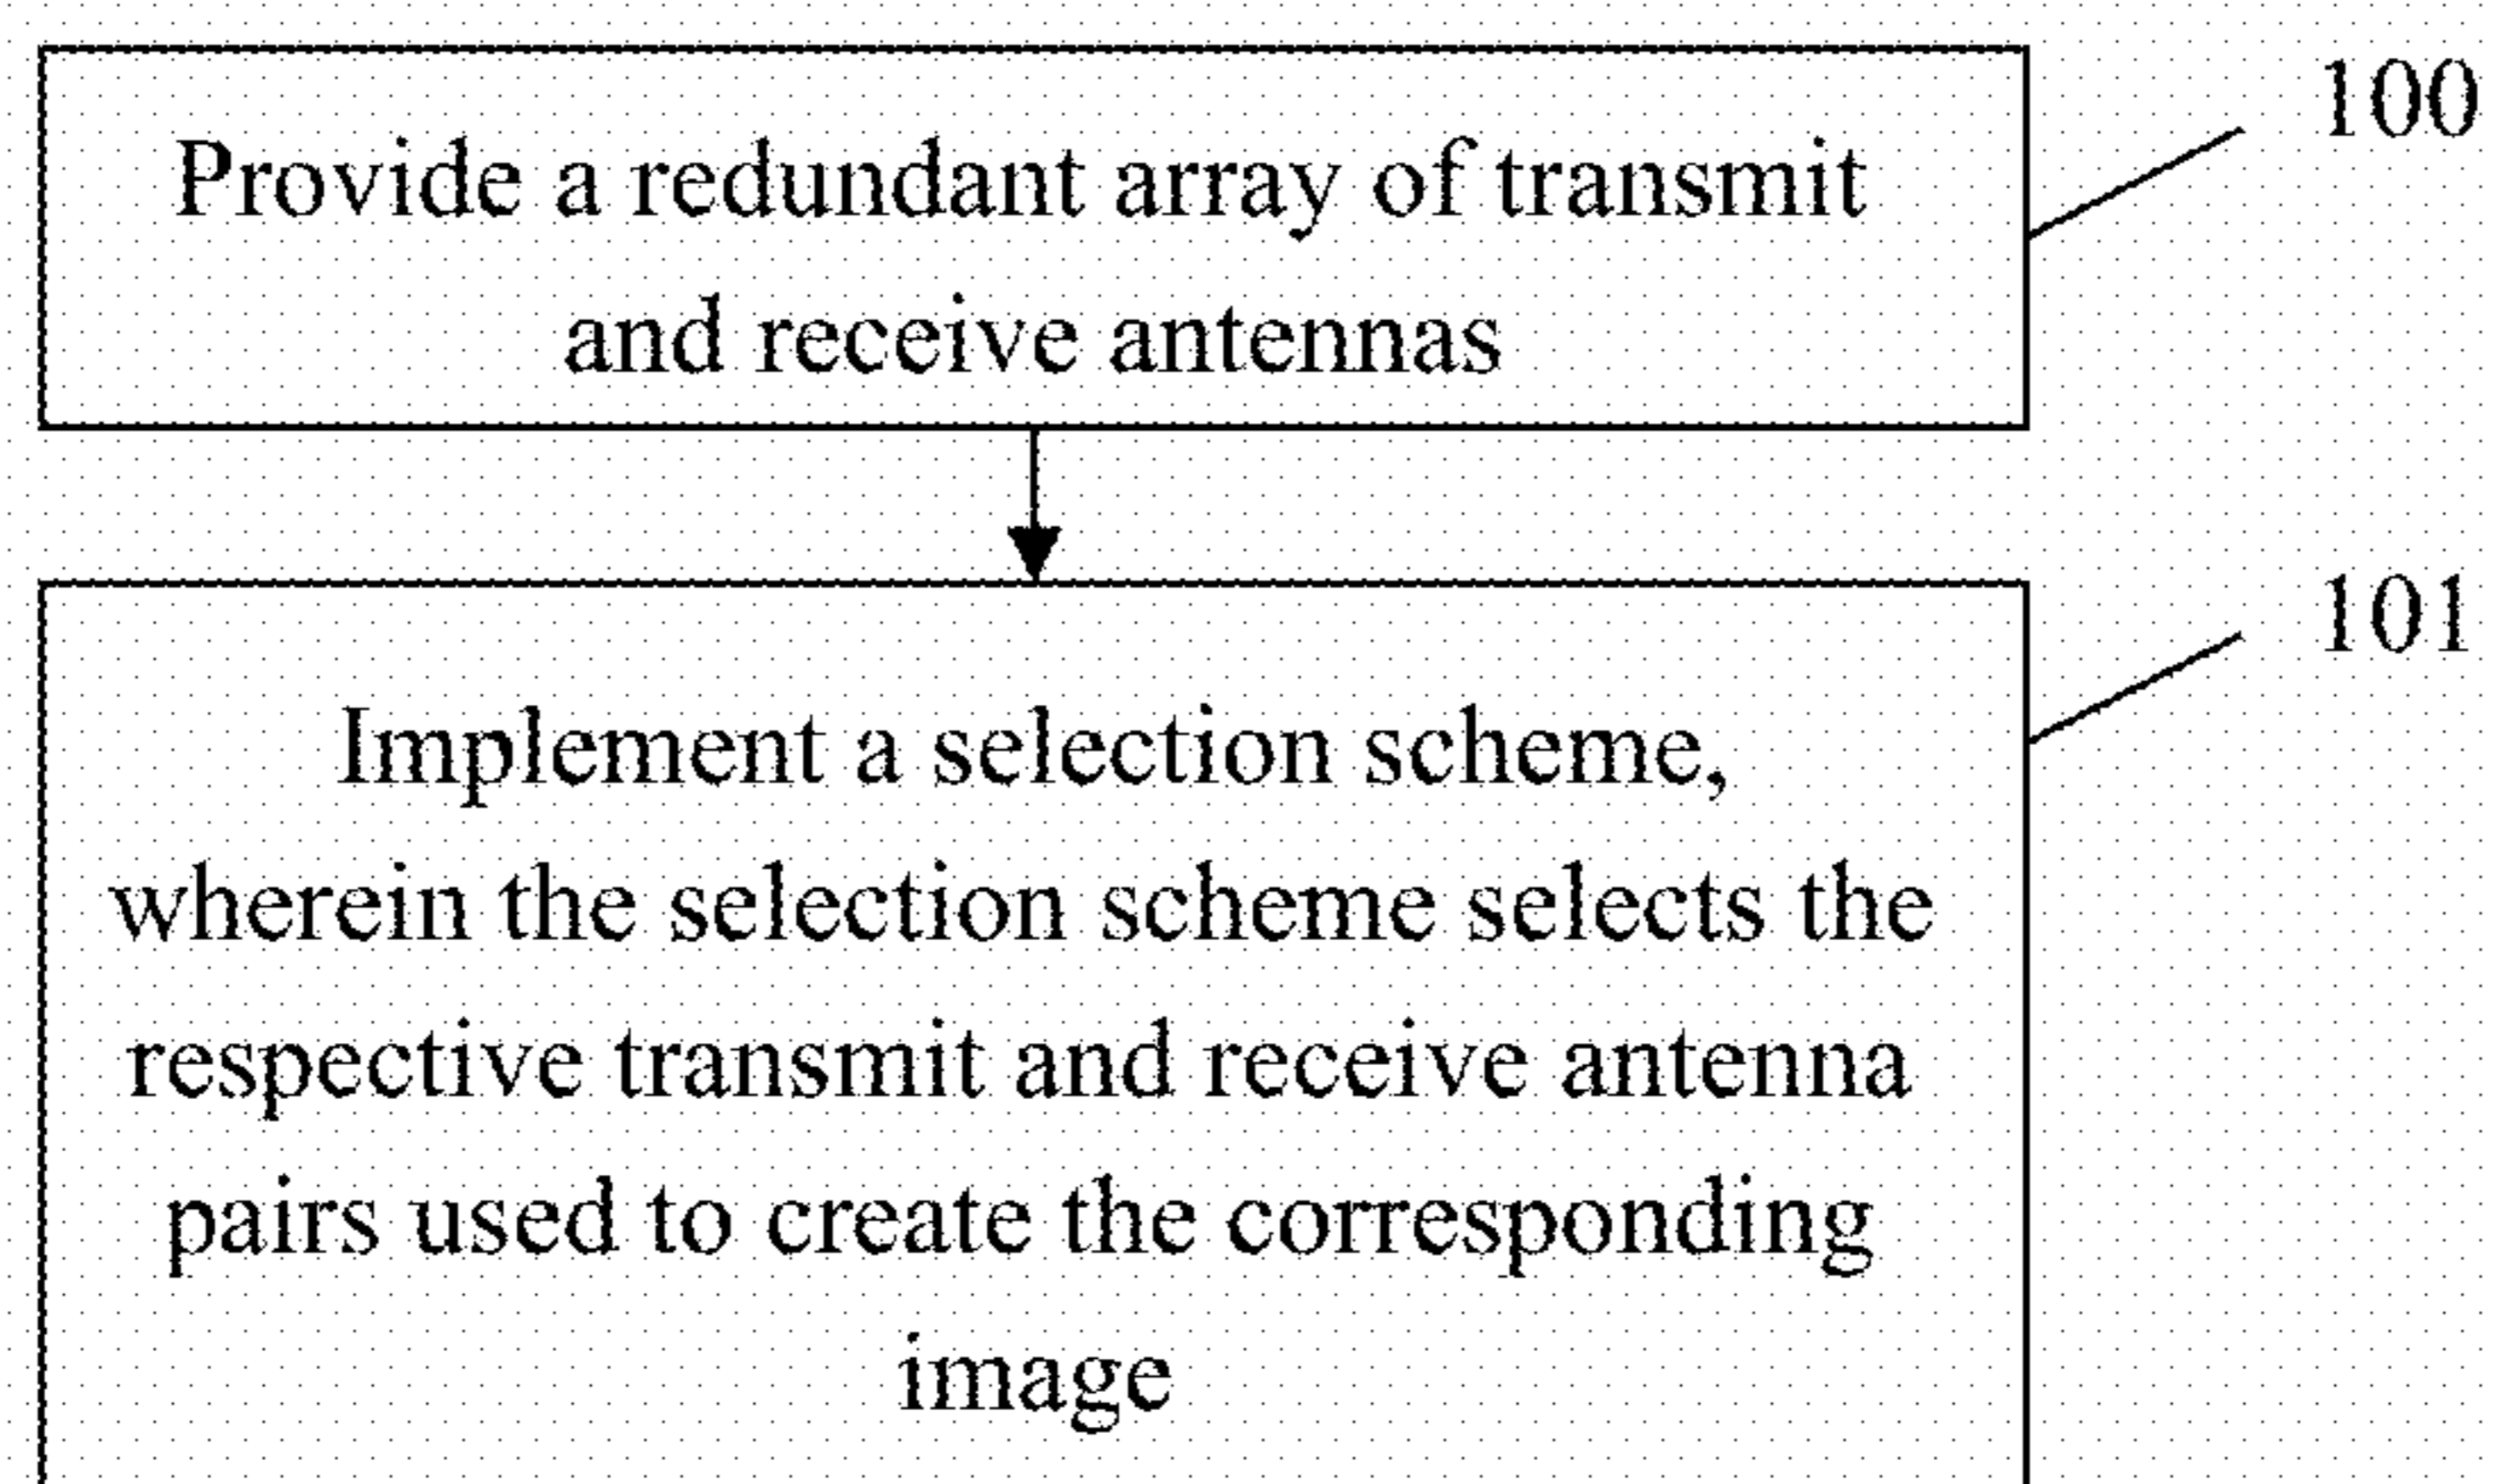 100
Provide a redundant array of transmit
and receive antennas
101
Implement a selection scheme,
wherein the selection scheme selects the
respective transmit and receive antenna
pairs used to create the corresponding
image